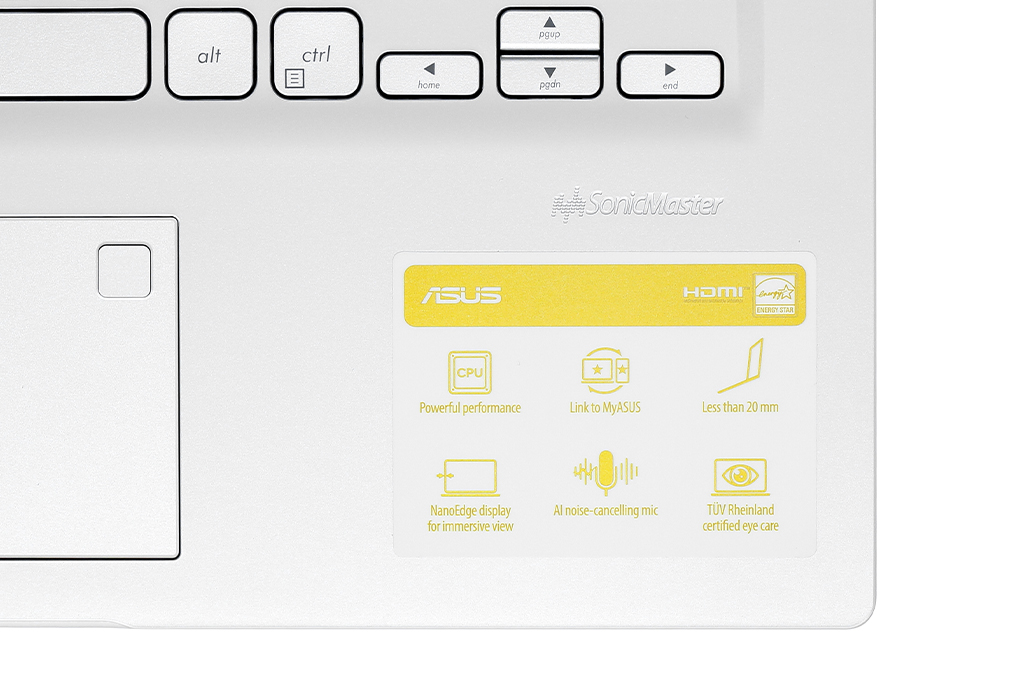 alt
ctrl
home
pgup
pgdn
end
SonicMaster
ASUS
HDMI
energy
ENERGY STAR
CPU
Powerful performance
Link to MyASUS
Less than 20 mm
NanoEdge display
for immersive view
AI noise-cancelling mic
TÜV Rheinland
certified eye care